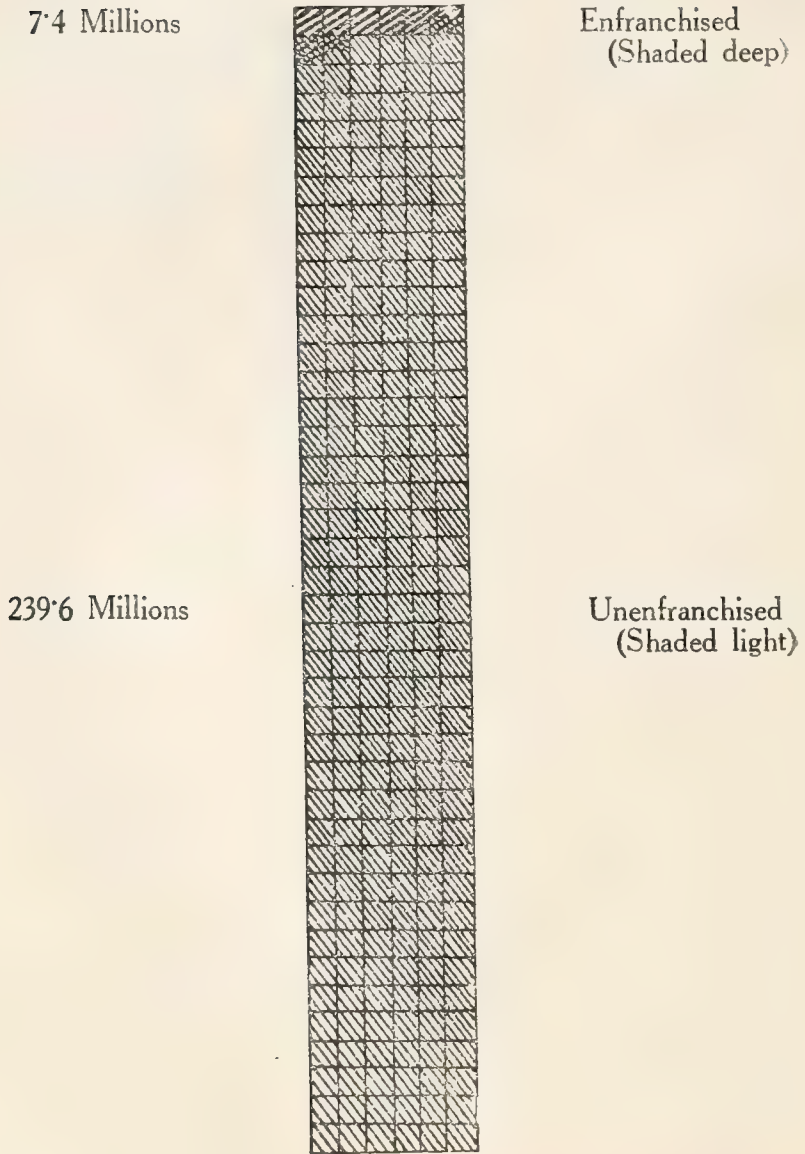 7·4 Millions
Enfranchised
(Shaded deep)
239·6 Millions
Unenfranchised
(Shaded light)